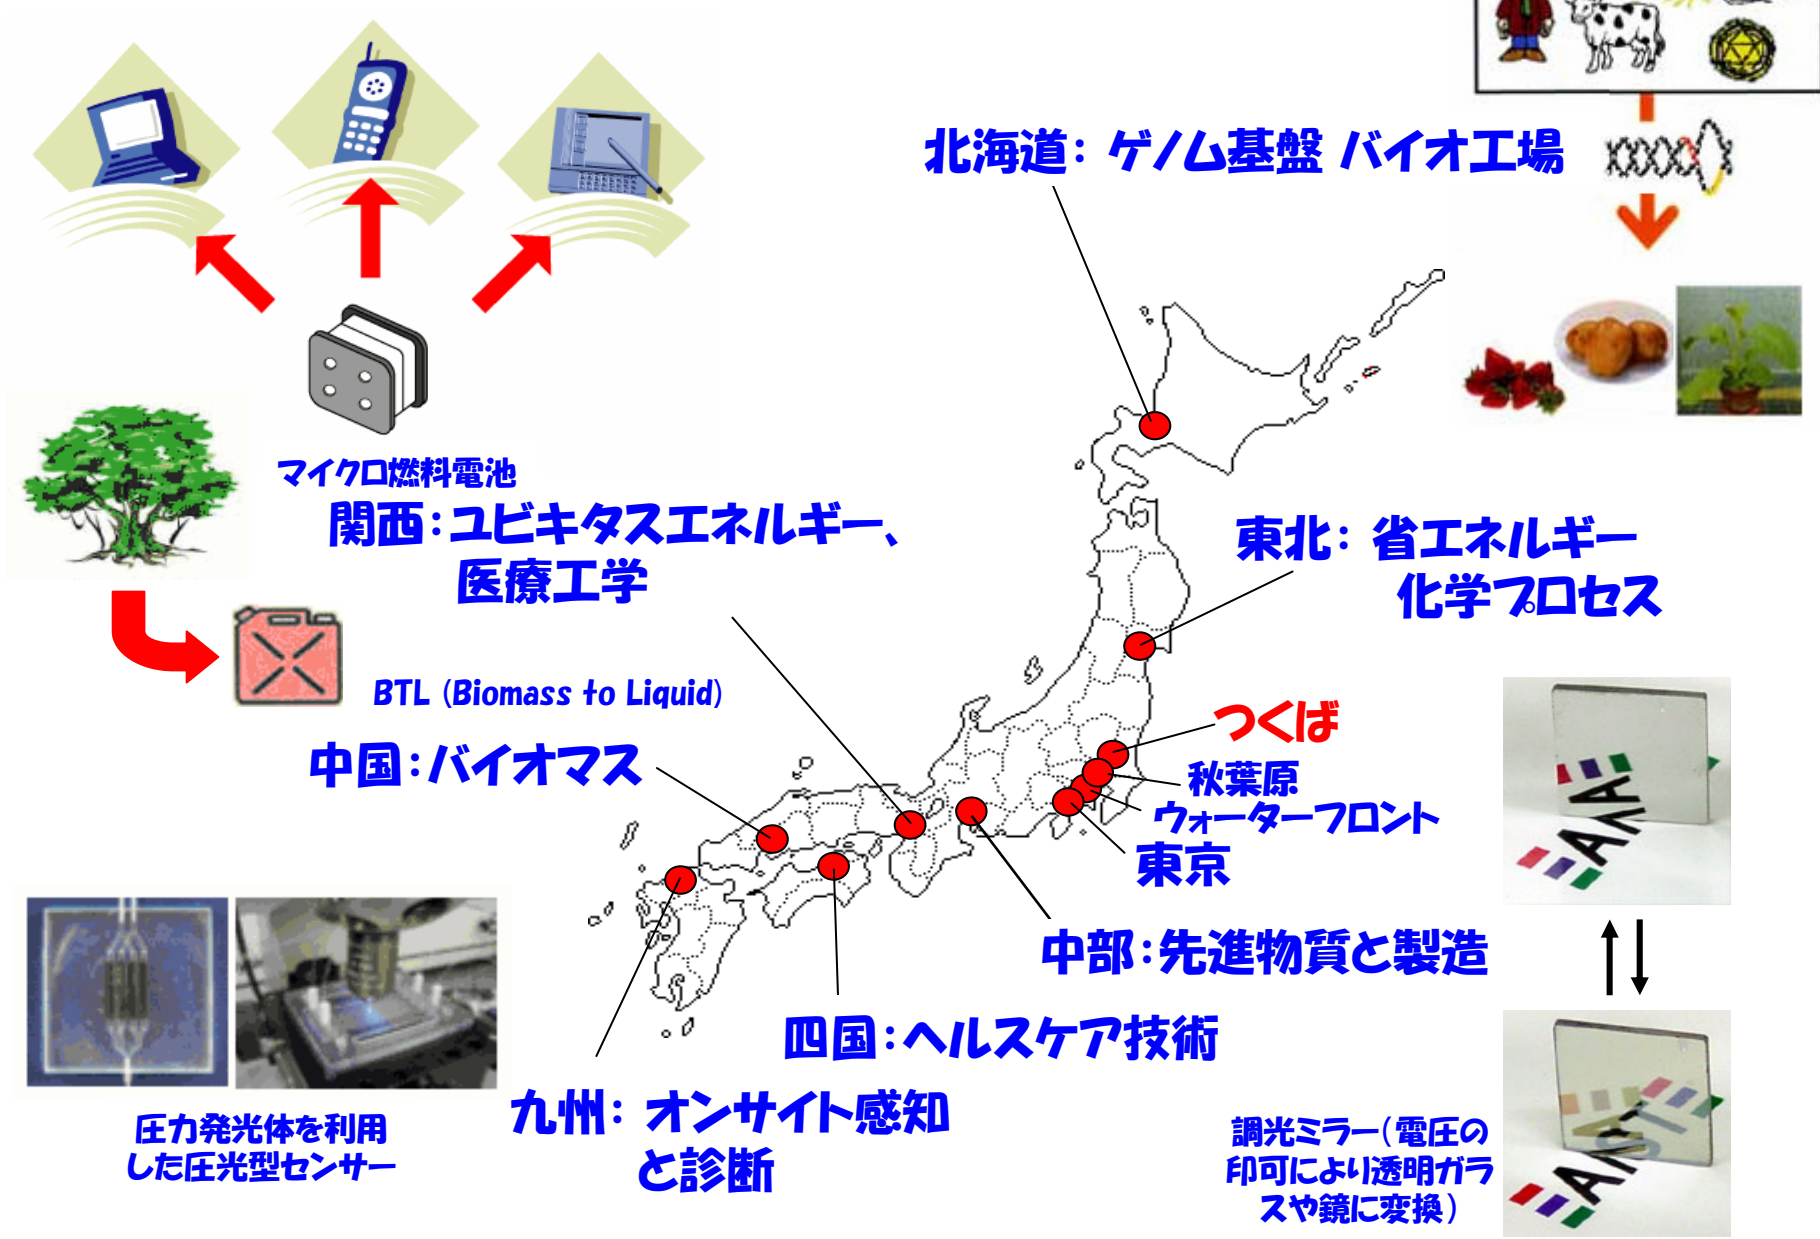 北海道: ゲノム基盤 バイオ工場
マイクロ燃料電池
関西:ユビキタスエネルギー、
医療工学
東北: 省エネルギー
化学プロセス
BTL (Biomass to Liquid)
中国:バイオマス
つくば
秋葉原
ウォーターフロント
東京
中部:先進物質と製造
四国:ヘルスケア技術
九州: オンサイト感知
と診断
圧力発光体を利用
した圧光型センサー
調光ミラー(電圧の
印可により透明ガラ
スや鏡に変換)